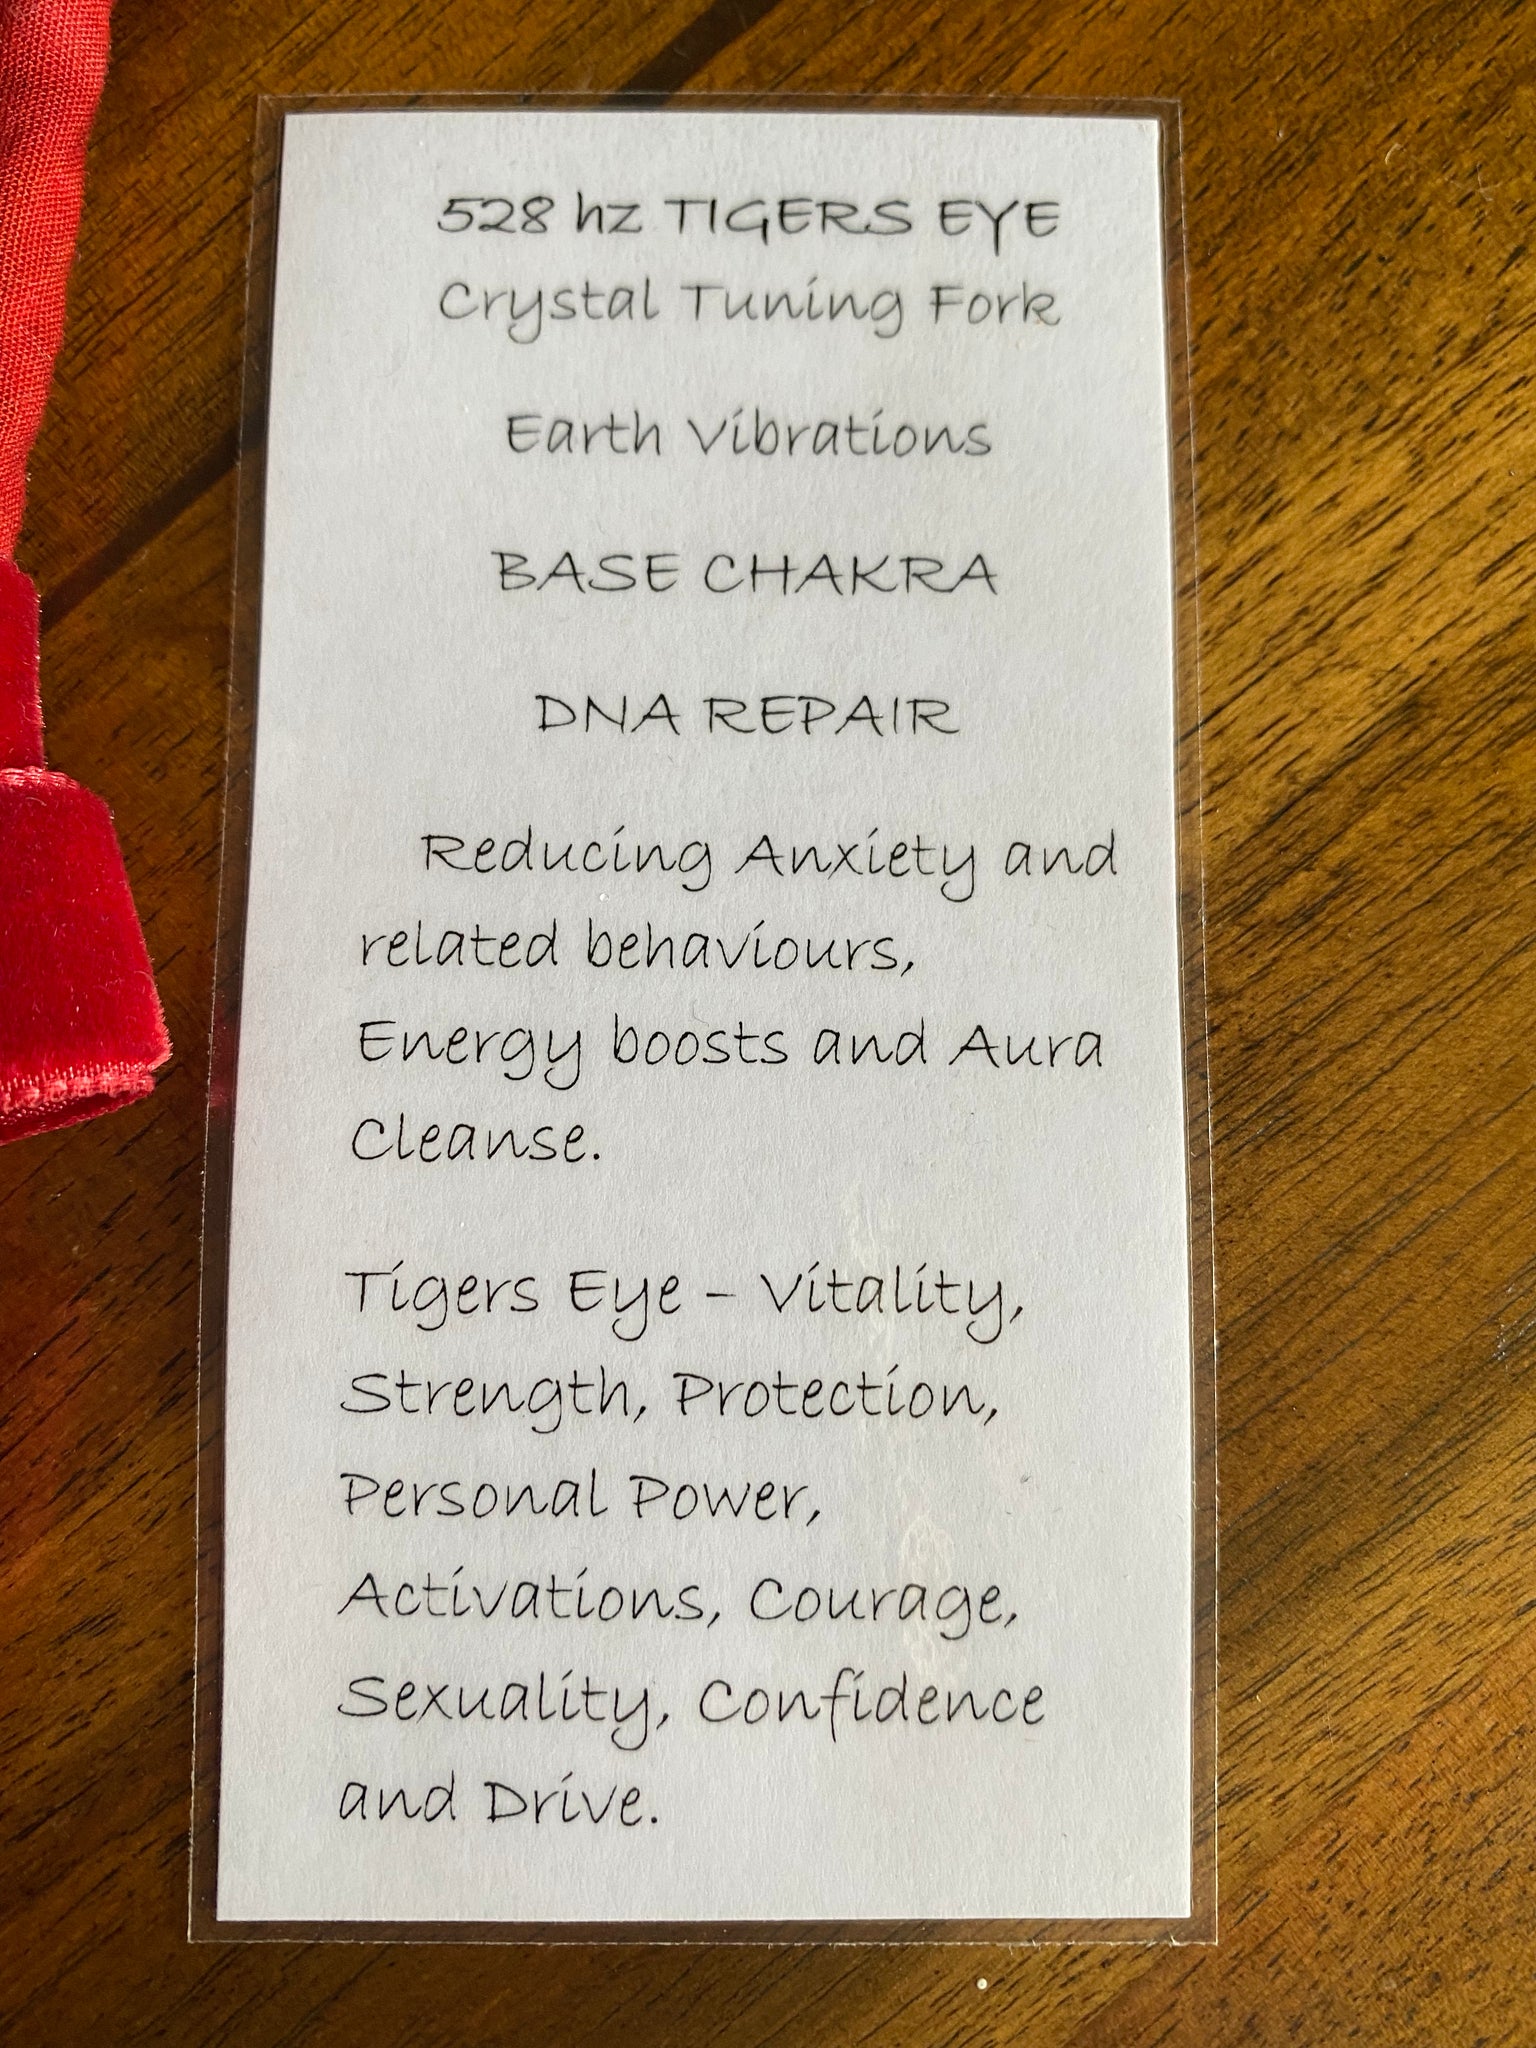 528 hz TIGERS EYE
Crystal Tuning Fork
Earth Vibrations
BASE CHAKRA
DNA REPAIR
Reducing Anxiety and
related behaviours,
Energy boosts and Aura
Cleanse.
Tigers Eye – Vitality,
Strength, Protection,
Personal Power,
Activations, Courage,
Sexuality, Confidence
and Drive.